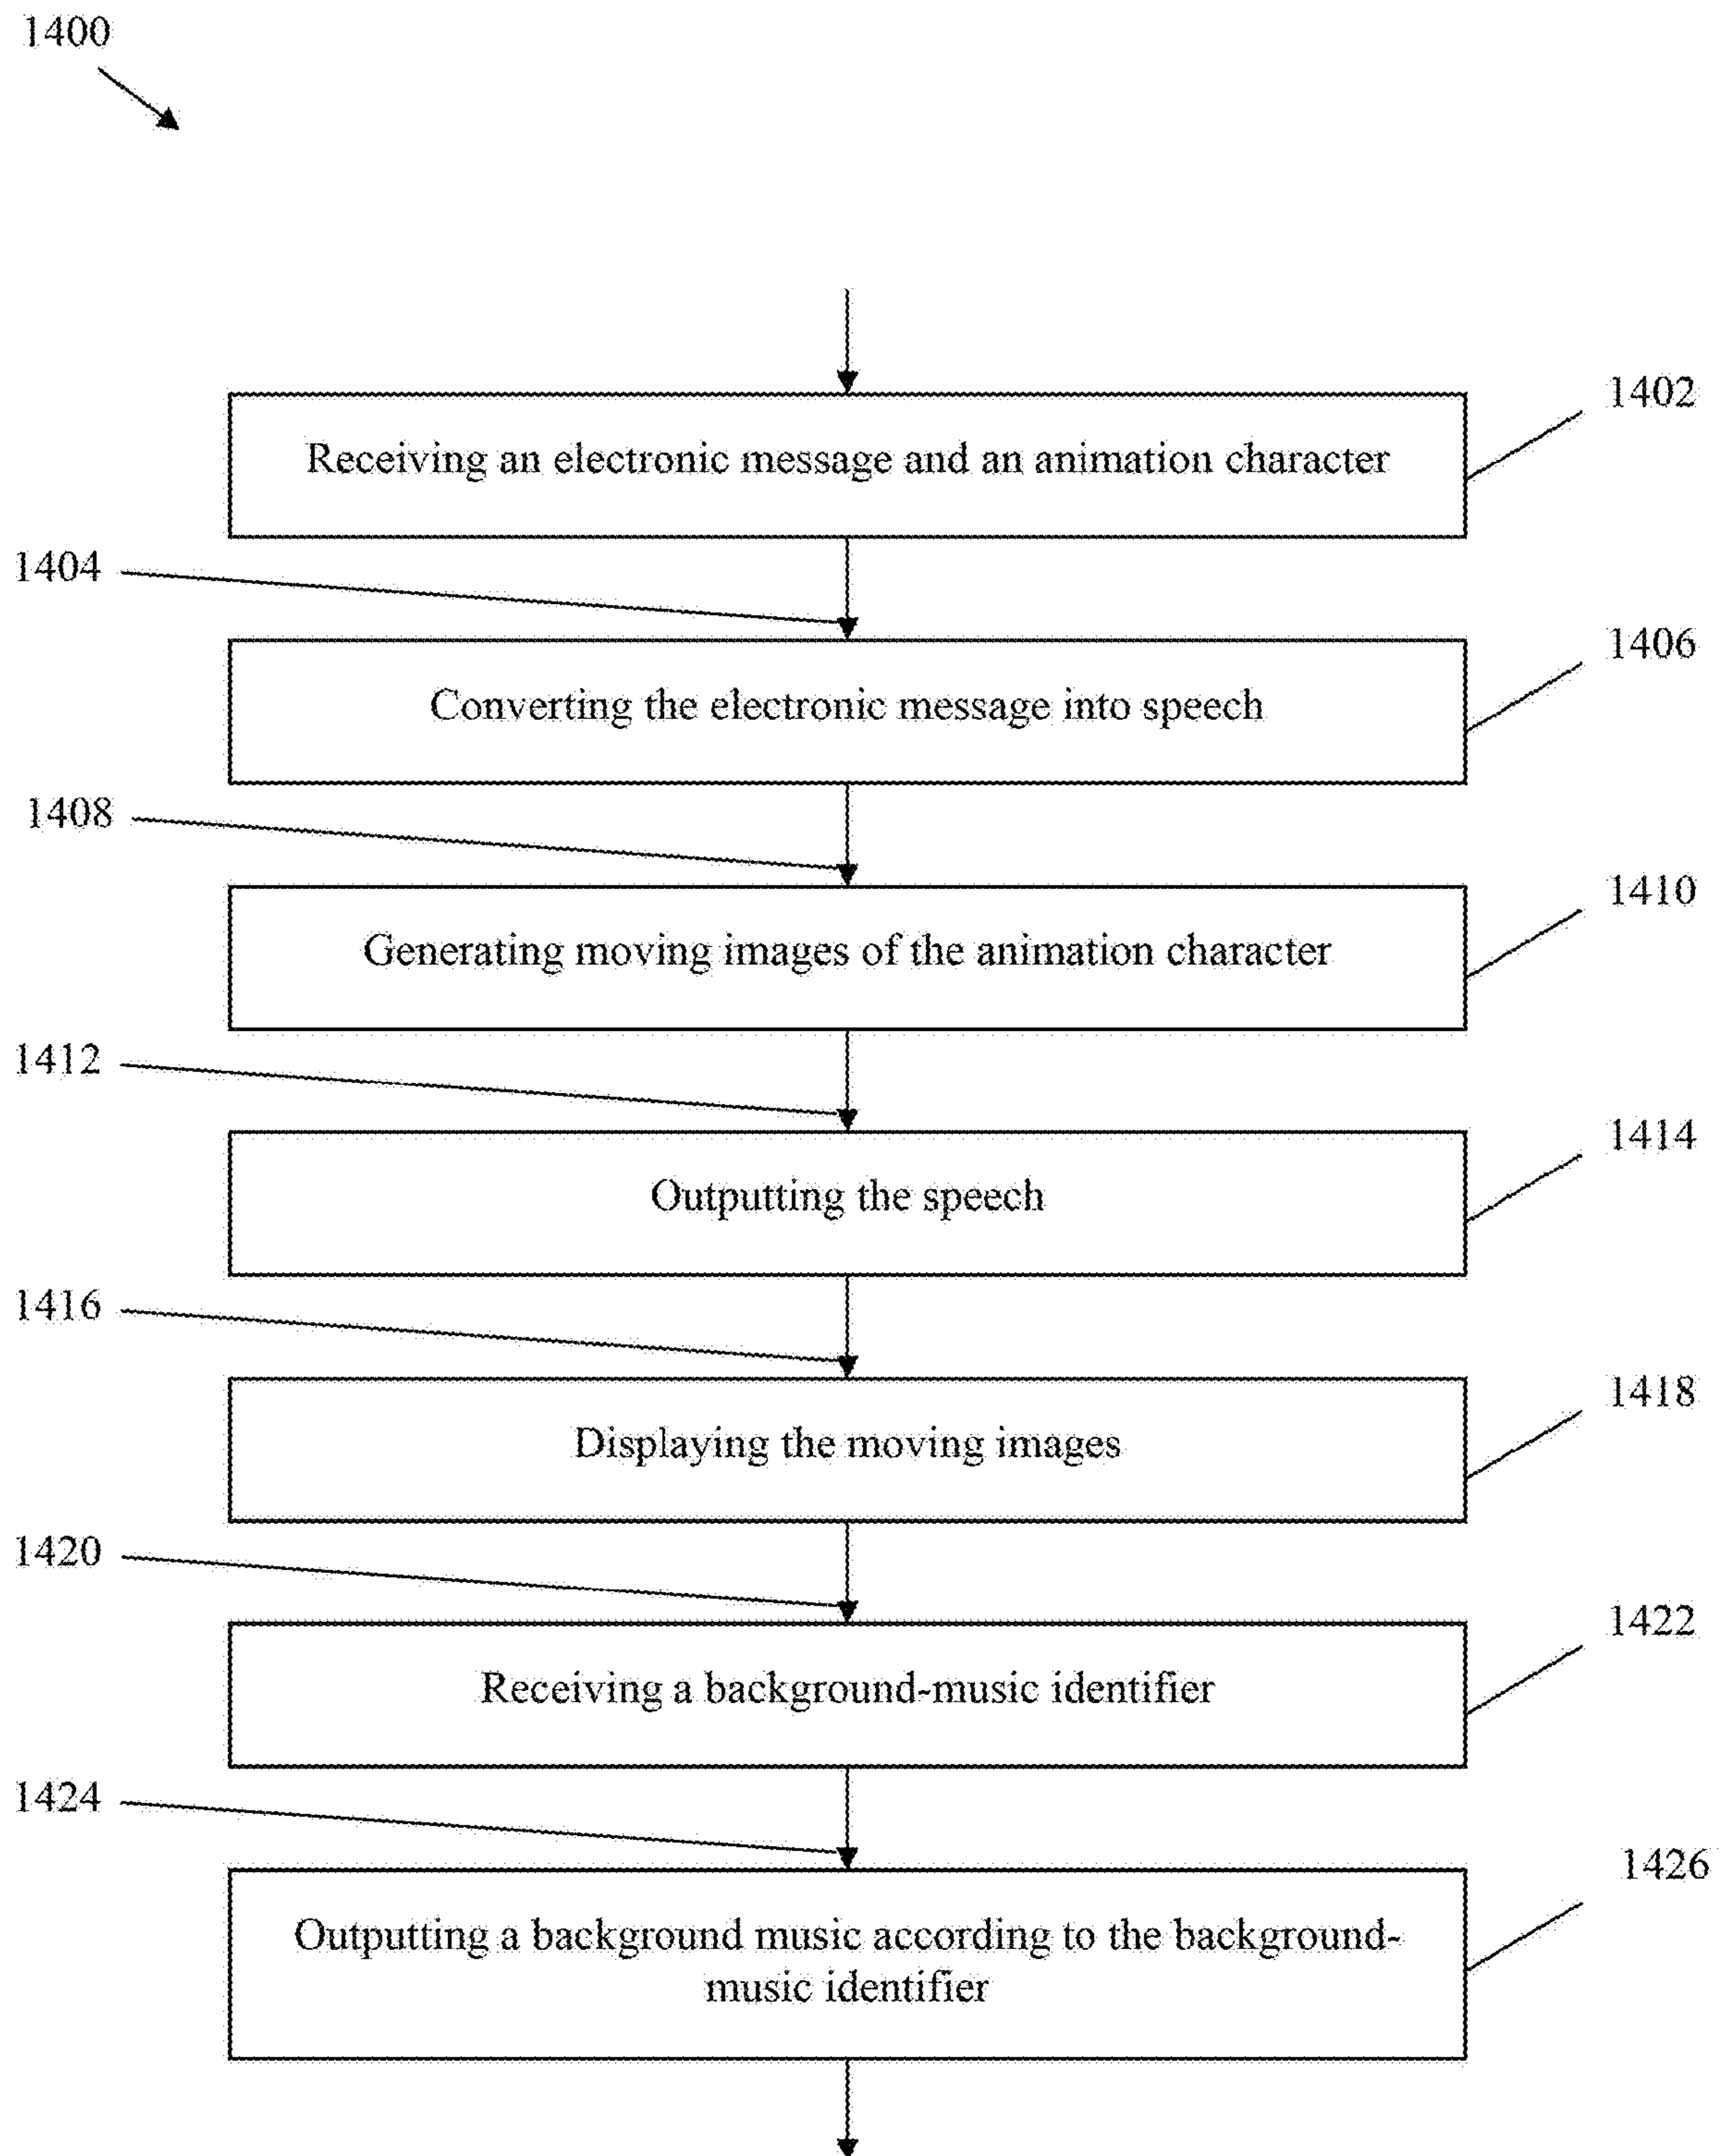 1400
1402
Receiving an electronic message and an animation character
1404
1406
Converting the electronic message into speech
1408
1410
Generating moving images of the animation character
1412
1414
Outputting the speech
1416
1418
Displaying the moving images
1420
1422
Receiving a background-music identifier
1424
1426
Outputting a background music according to the background-
music identifier